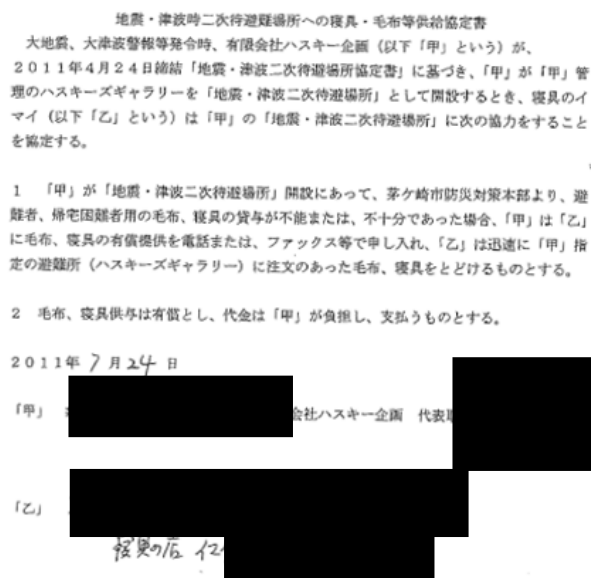 地震・津波時二次待避難場所への寝具・毛布等供給協定書
大地震、大津波警報等発令時、有限会社ハスキー企画（以下「甲」という）が、
2011年4月24日締結「地震・津波二次待避場所協定書」に基づき、「甲」が「甲」管
理のハスキーズギャラリーを「地震・津波二次待避場所」として開設するとき、寝具のイ
マイ（以下「乙」という）は「甲」の「地震・津波二次待避場所」に次の協力をすること
を協定する。
1　「甲」が「地震・津波二次待避場所」開設にあって、茅ケ崎市防災対策本部より、避
難者、帰宅困難者用の毛布、寝具の貸与が不能または、不十分であった場合、「甲」は「乙」
に毛布、寝具の有償提供を電話または、ファックス等で申し入れ、「乙」は迅速に「甲」指
定の避難所（ハスキーズギャラリー）に注文のあった毛布、寝具をとどけるものとする。
2　毛布、寝具供与は有償とし、代金は「甲」が負担し、支払うものとする。
2011年7月24日
「甲」　会社ハスキー企画　代表
「乙」
寝具の店 イ